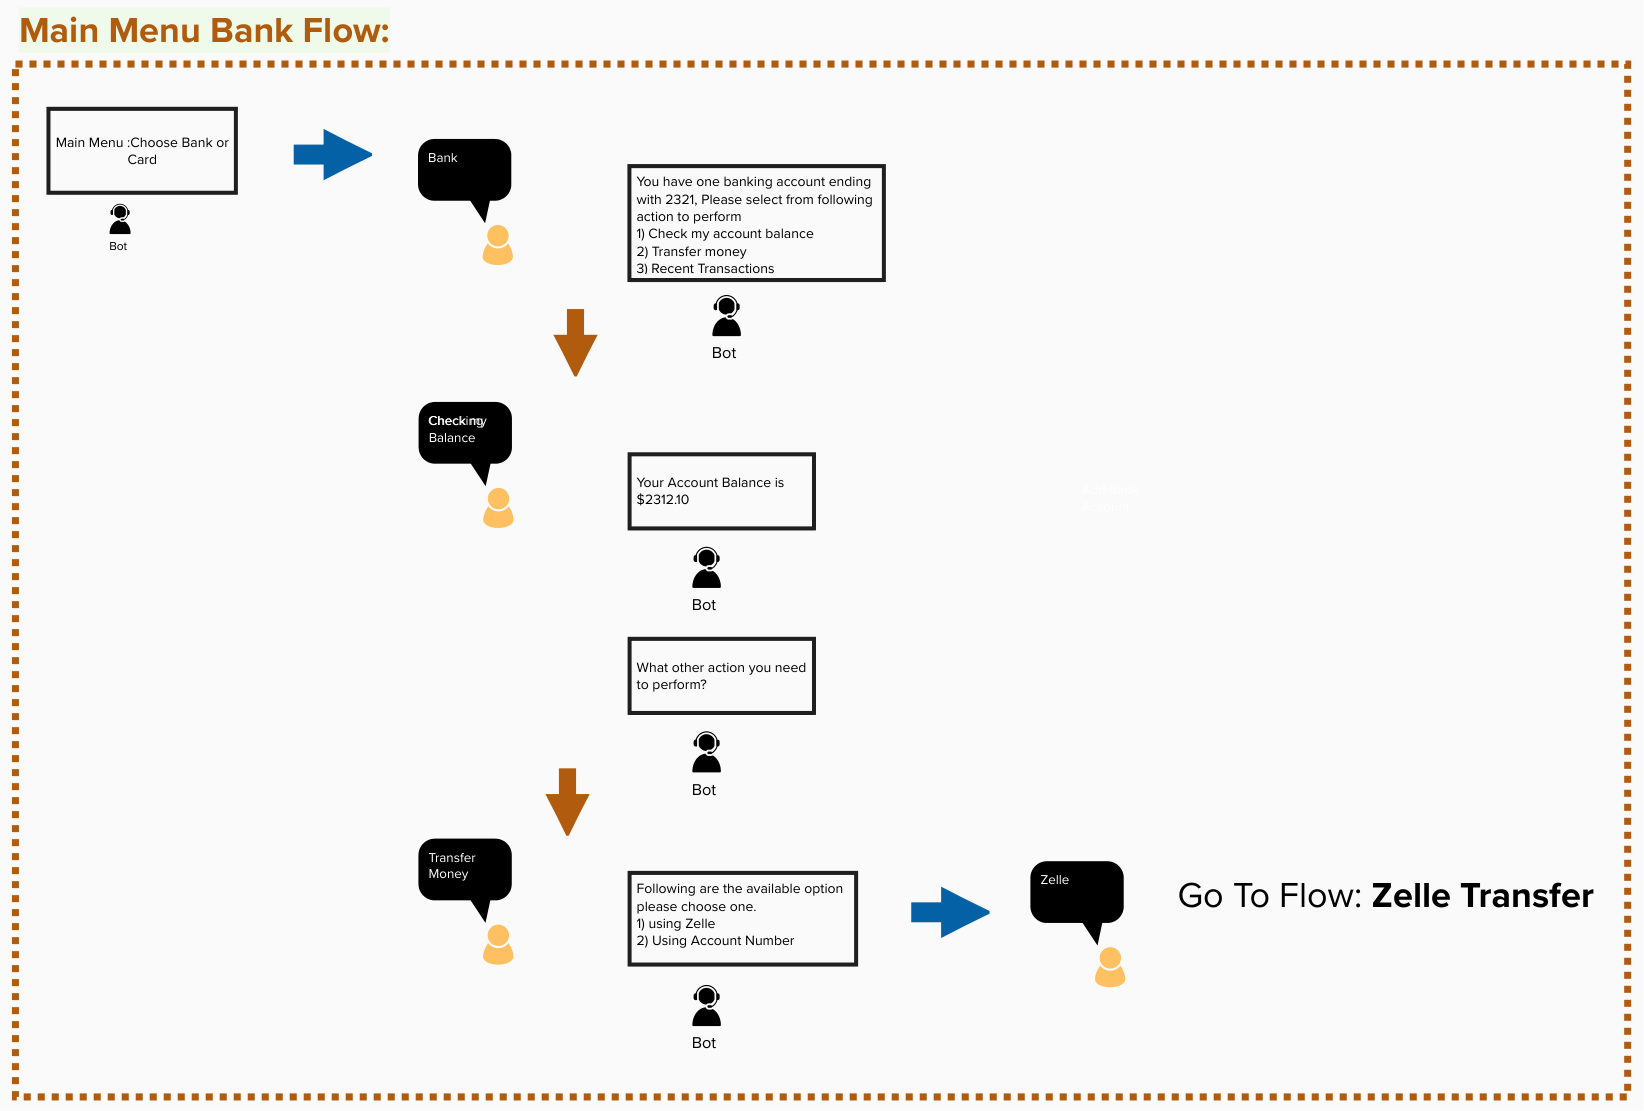 Main Menu Bank Flow:
Main Menu :Choose Bank or
Card
Bot
Bank
You have one banking account ending
with 2321, Please select from following
action to perform
1) Check my account balance
2) Transfer money
3) Recent Transactions
Bot
Checking
Balance
Your Account Balance is
$2312.10
Bot
What other action you need
to perform?
Bot
Transfer
Money
Following are the available option
please choose one.
1) using Zelle
2) Using Account Number
Bot
Zelle
Go To Flow: Zelle Transfer